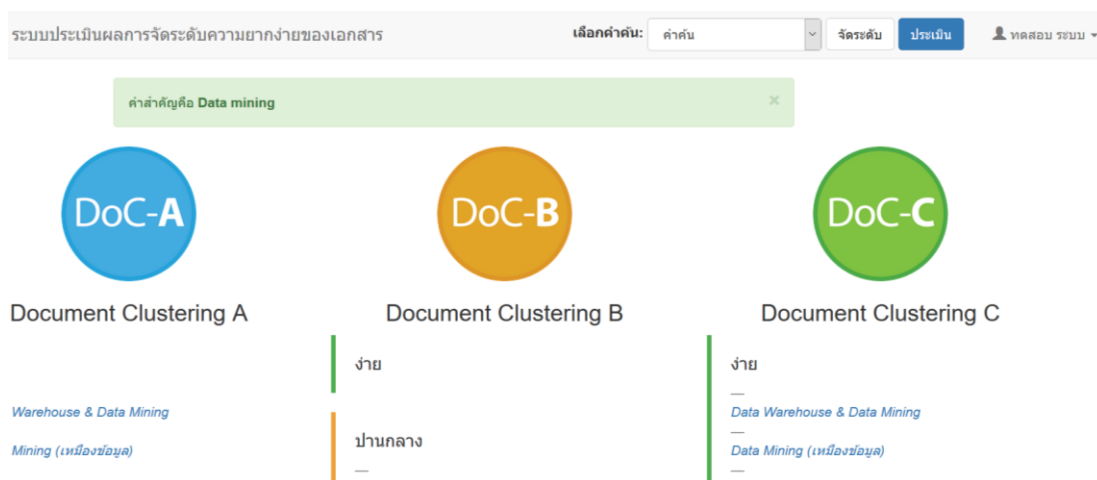 ระบบประเมินผลการจัดระดับความยากง่ายของเอกสาร เลือกคำค้น: คำค้น จัดระดับ ประเมิน ทดสอบ ระบบ
คำสำคัญคือ Data mining ×
DoC-A DoC-B DoC-C
Document Clustering A Document Clustering B Document Clustering C
ง่าย ง่าย
Warehouse & Data Mining Data Warehouse & Data Mining
ปานกลาง
Mining (เหมืองข้อมูล) Data Mining (เหมืองข้อมูล)